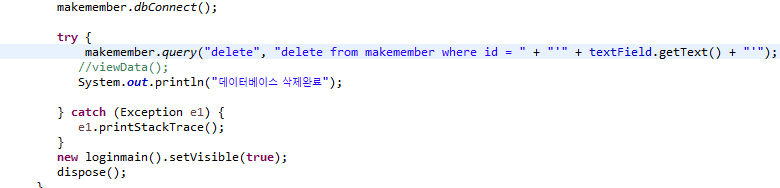 makemember.dbConnect();
try {
makemember.query("delete", "delete from makemember where id = " + "'" + textField.getText() + "'");
//viewData();
System.out.println("데이터베이스 삭제완료");
} catch (Exception e1) {
e1.printStackTrace();
}
new loginmain().setVisible(true);
dispose();
}